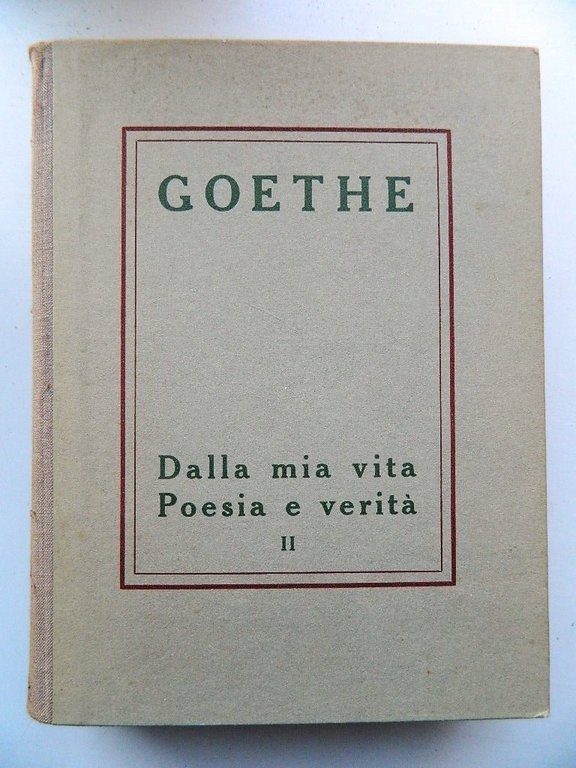 GOETHE
Dalla mia vita
Poesia e verità
II